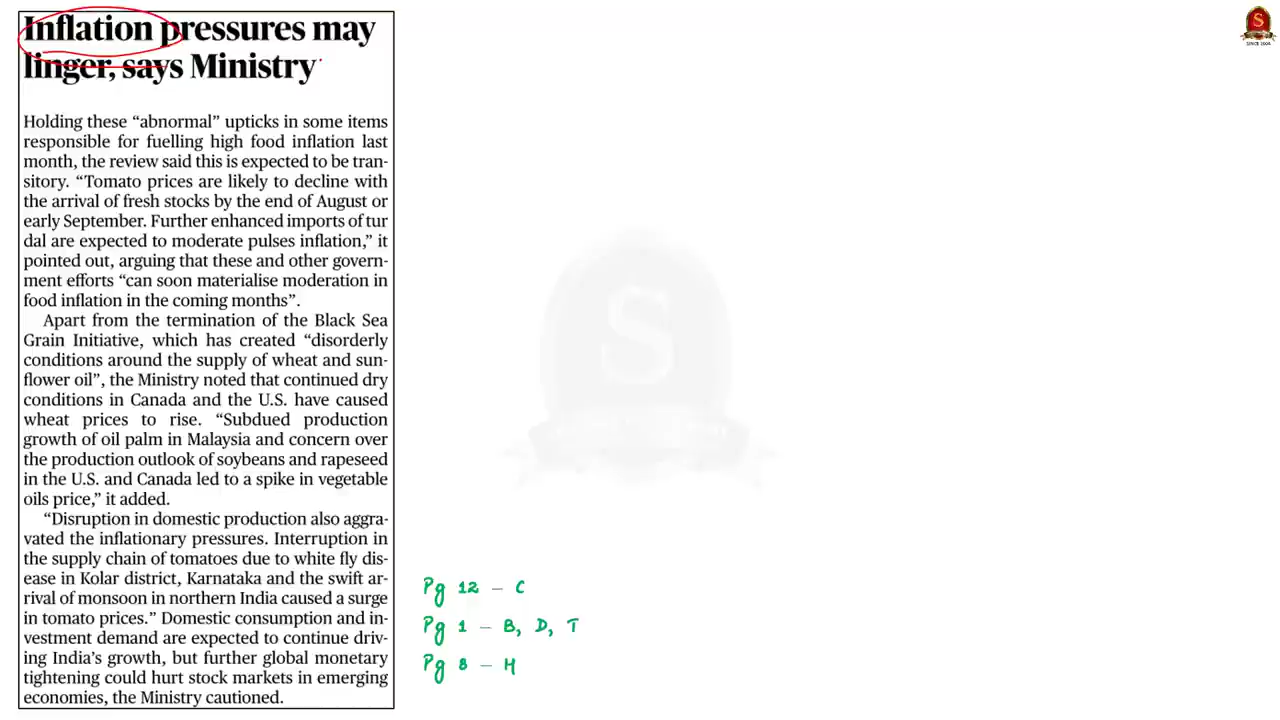 Inflation pressures may
linger, says Ministry
Holding these “abnormal” upticks in some items
responsible for fuelling high food inflation last
month, the review said this is expected to be tran-
sitory. “Tomato prices are likely to decline with
the arrival of fresh stocks by the end of August or
early September. Further enhanced imports of tur
dal are expected to moderate pulses inflation,” it
pointed out, arguing that these and other govern-
ment efforts “can soon materialise moderation in
food inflation in the coming months”.
Apart from the termination of the Black Sea
Grain Initiative, which has created “disorderly
conditions around the supply of wheat and sun-
flower oil”, the Ministry noted that continued dry
conditions in Canada and the U.S. have caused
wheat prices to rise. “Subdued production
growth of oil palm in Malaysia and concern over
the production outlook of soybeans and rapeseed
in the U.S. and Canada led to a spike in vegetable
oils price,” it added.
“Disruption in domestic production also aggra-
vated the inflationary pressures. Interruption in
the supply chain of tomatoes due to white fly dis-
ease in Kolar district, Karnataka and the swift ar-
rival of monsoon in northern India caused a surge
in tomato prices.” Domestic consumption and in-
vestment demand are expected to continue driv-
ing India’s growth, but further global monetary
tightening could hurt stock markets in emerging
economies, the Ministry cautioned.
Pg 12 – C
Pg 1 – B, D, T
Pg 8 – H
S
SINCE 2004
S